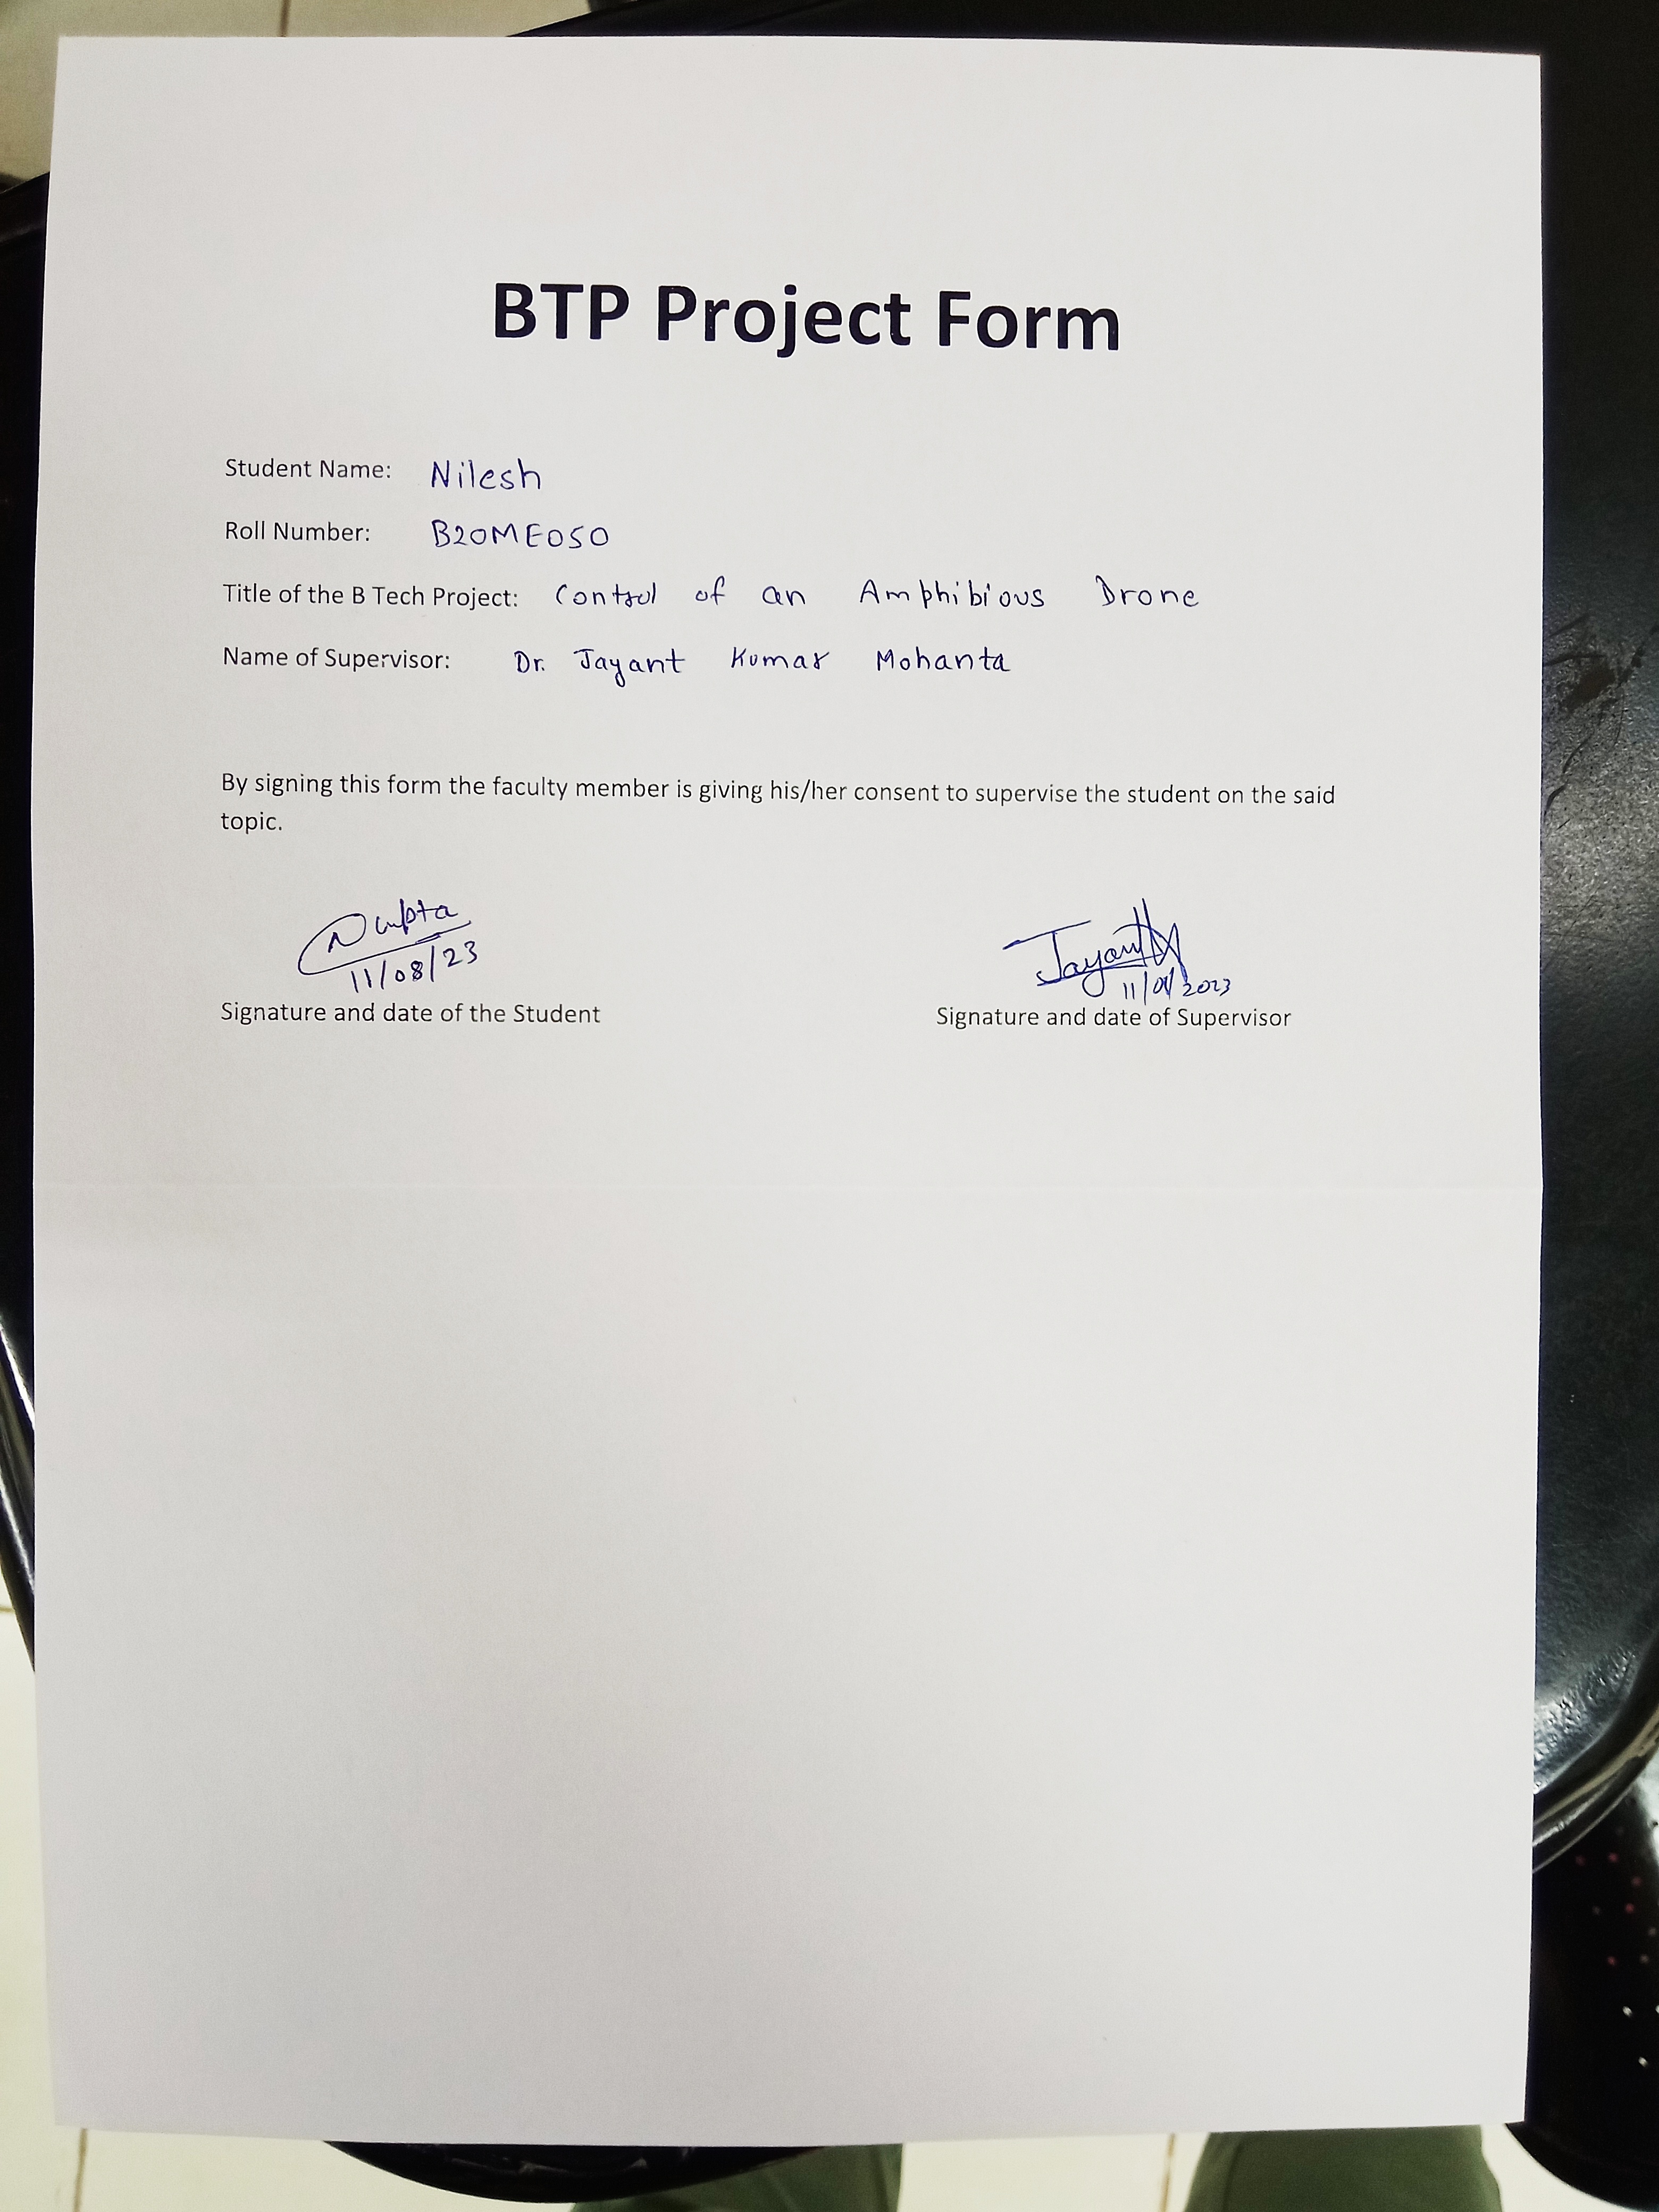 BTP Project Form
Student Name: Nilesh
Roll Number: B20ME050
Title of the B Tech Project: Control of an Amphibious Drone
Name of Supervisor: Dr. Jayant Kumar Mohanta
By signing this form the faculty member is giving his/her consent to supervise the student on the said
topic.
NGupta
11/08/23
Jayant
11/08/2023
Signature and date of the Student
Signature and date of Supervisor